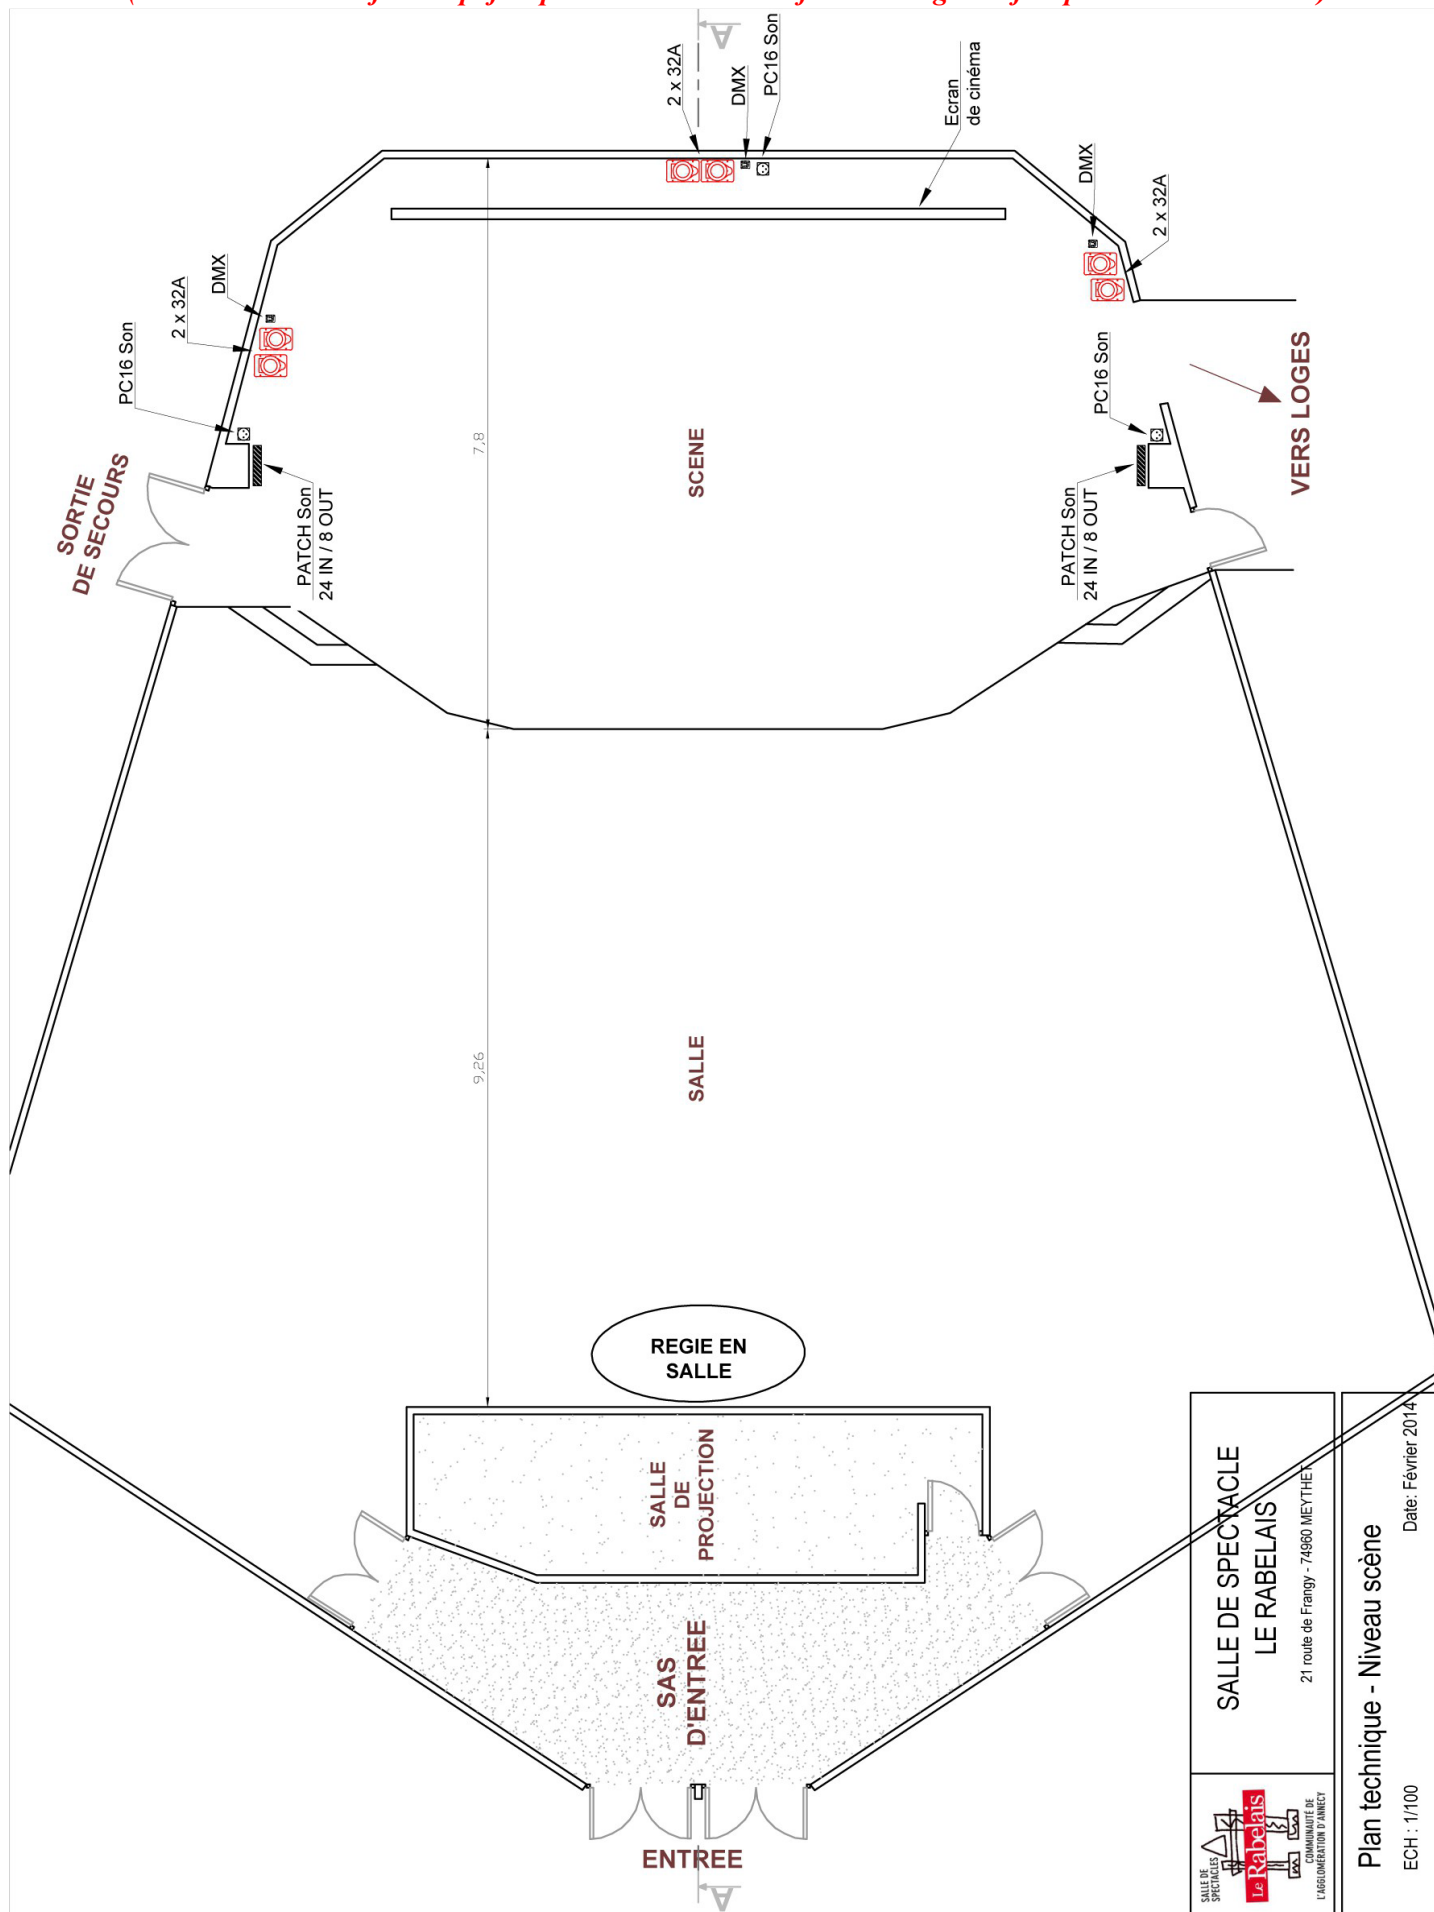 A
2 x 32A
DMX
PC16 Son
Ecran
de cinéma
DMX
2 x 32A
PC16 Son
2 x 32A
DMX
SORTIE
DE SECOURS
PATCH Son
24 IN / 8 OUT
7,8
SCENE
PC16 Son
PATCH Son
24 IN / 8 OUT
VERS LOGES
9,26
SALLE
REGIE EN
SALLE
SALLE
DE
PROJECTION
SAS
D'ENTREE
ENTREE
A
SALLE DE SPECTACLE
LE RABELAIS
21 route de Frangy - 74960 MEYTHET
SALLE DE
SPECTACLES
Le Rabelais
COMMUNAUTÉ DE
L'AGGLOMÉRATION D'ANNECY
Plan technique - Niveau scène
ECH : 1/100
Date: Février 2014